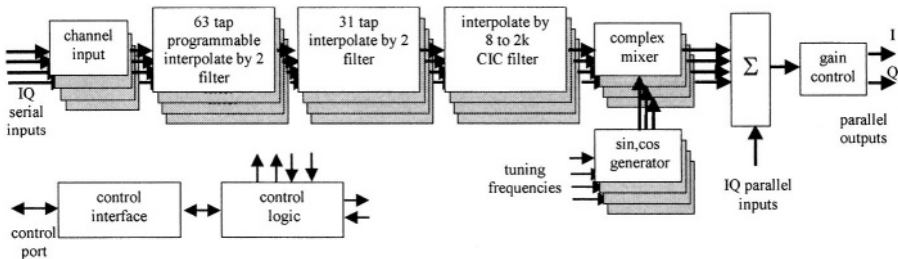 IQ
serial
inputs
channel
input
63 tap
programmable
interpolate by 2
filter
31 tap
interpolate by 2
filter
interpolate by
8 to 2k
CIC filter
complex
mixer
Σ
gain
control
I
Q
parallel
outputs
tuning
frequencies
sin,cos
generator
IQ parallel
inputs
control
port
control
interface
control
logic